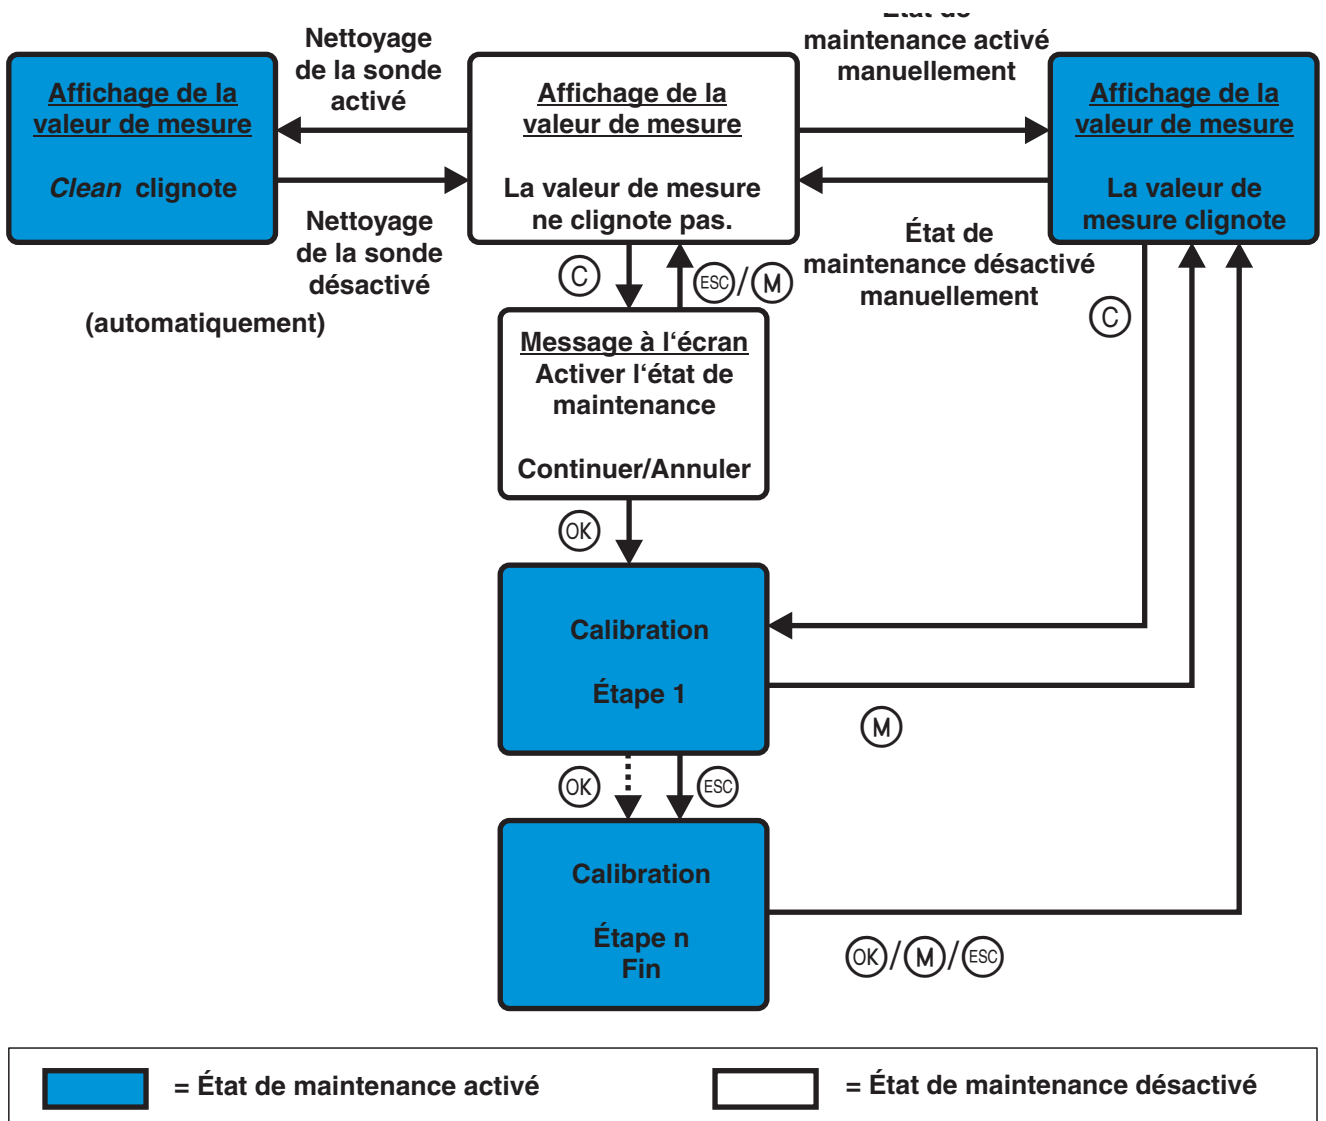 Nettoyage
de la sonde
activé
État de
maintenance activé
manuellement
Affichage de la
valeur de mesure
Clean clignote
Affichage de la
valeur de mesure
La valeur de mesure
ne clignote pas.
Affichage de la
valeur de mesure
La valeur de
mesure clignote
Nettoyage
de la sonde
désactivé
(automatiquement)
État de
maintenance désactivé
manuellement
C
ESC/M
C
Message à l‘écran
Activer l‘état de
maintenance
Continuer/Annuler
OK
Calibration
Étape 1
M
OK
ESC
Calibration
Étape n
Fin
OK/M/ESC
= État de maintenance activé
= État de maintenance désactivé